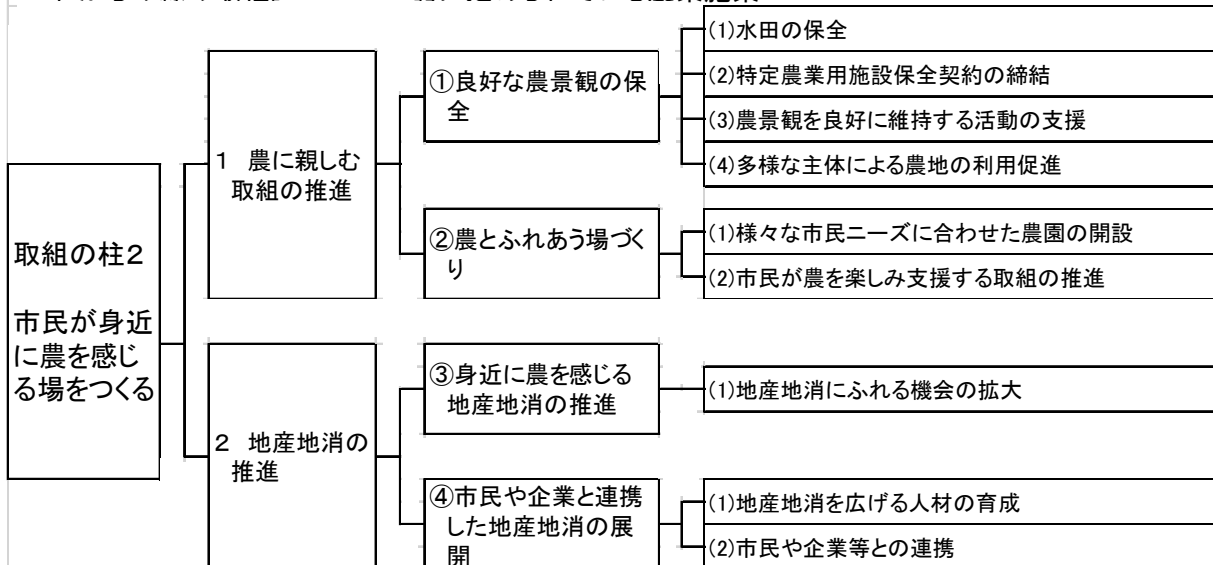 取組の柱2
市民が身近
に農を感じ
る場をつくる
1 農に親しむ
取組の推進
①良好な農景観の保
全
(1)水田の保全
(2)特定農業用施設保全契約の締結
(3)農景観を良好に維持する活動の支援
(4)多様な主体による農地の利用促進
②農とふれあう場づく
り
(1)様々な市民ニーズに合わせた農園の開設
(2)市民が農を楽しみ支援する取組の推進
2 地産地消の
推進
③身近に農を感じる
地産地消の推進
(1)地産地消にふれる機会の拡大
④市民や企業と連携
した地産地消の展
開
(1)地産地消を広げる人材の育成
(2)市民や企業等との連携